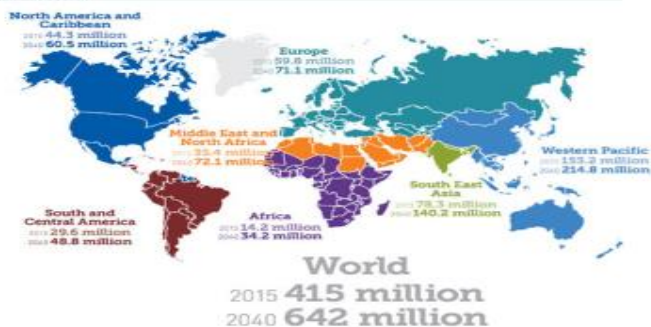 North America and
Caribbean
2015 44.3 million
2040 60.5 million
Europe
2015 59.8 million
2040 71.1 million
Middle East and
North Africa
2015 35.4 million
2040 72.1 million
Western Pacific
2015 153.2 million
2040 214.8 million
South East
Asia
2015 78.3 million
2040 140.2 million
South and
Central America
2015 29.6 million
2040 48.8 million
Africa
2015 14.2 million
2040 34.2 million
World
2015 415 million
2040 642 million